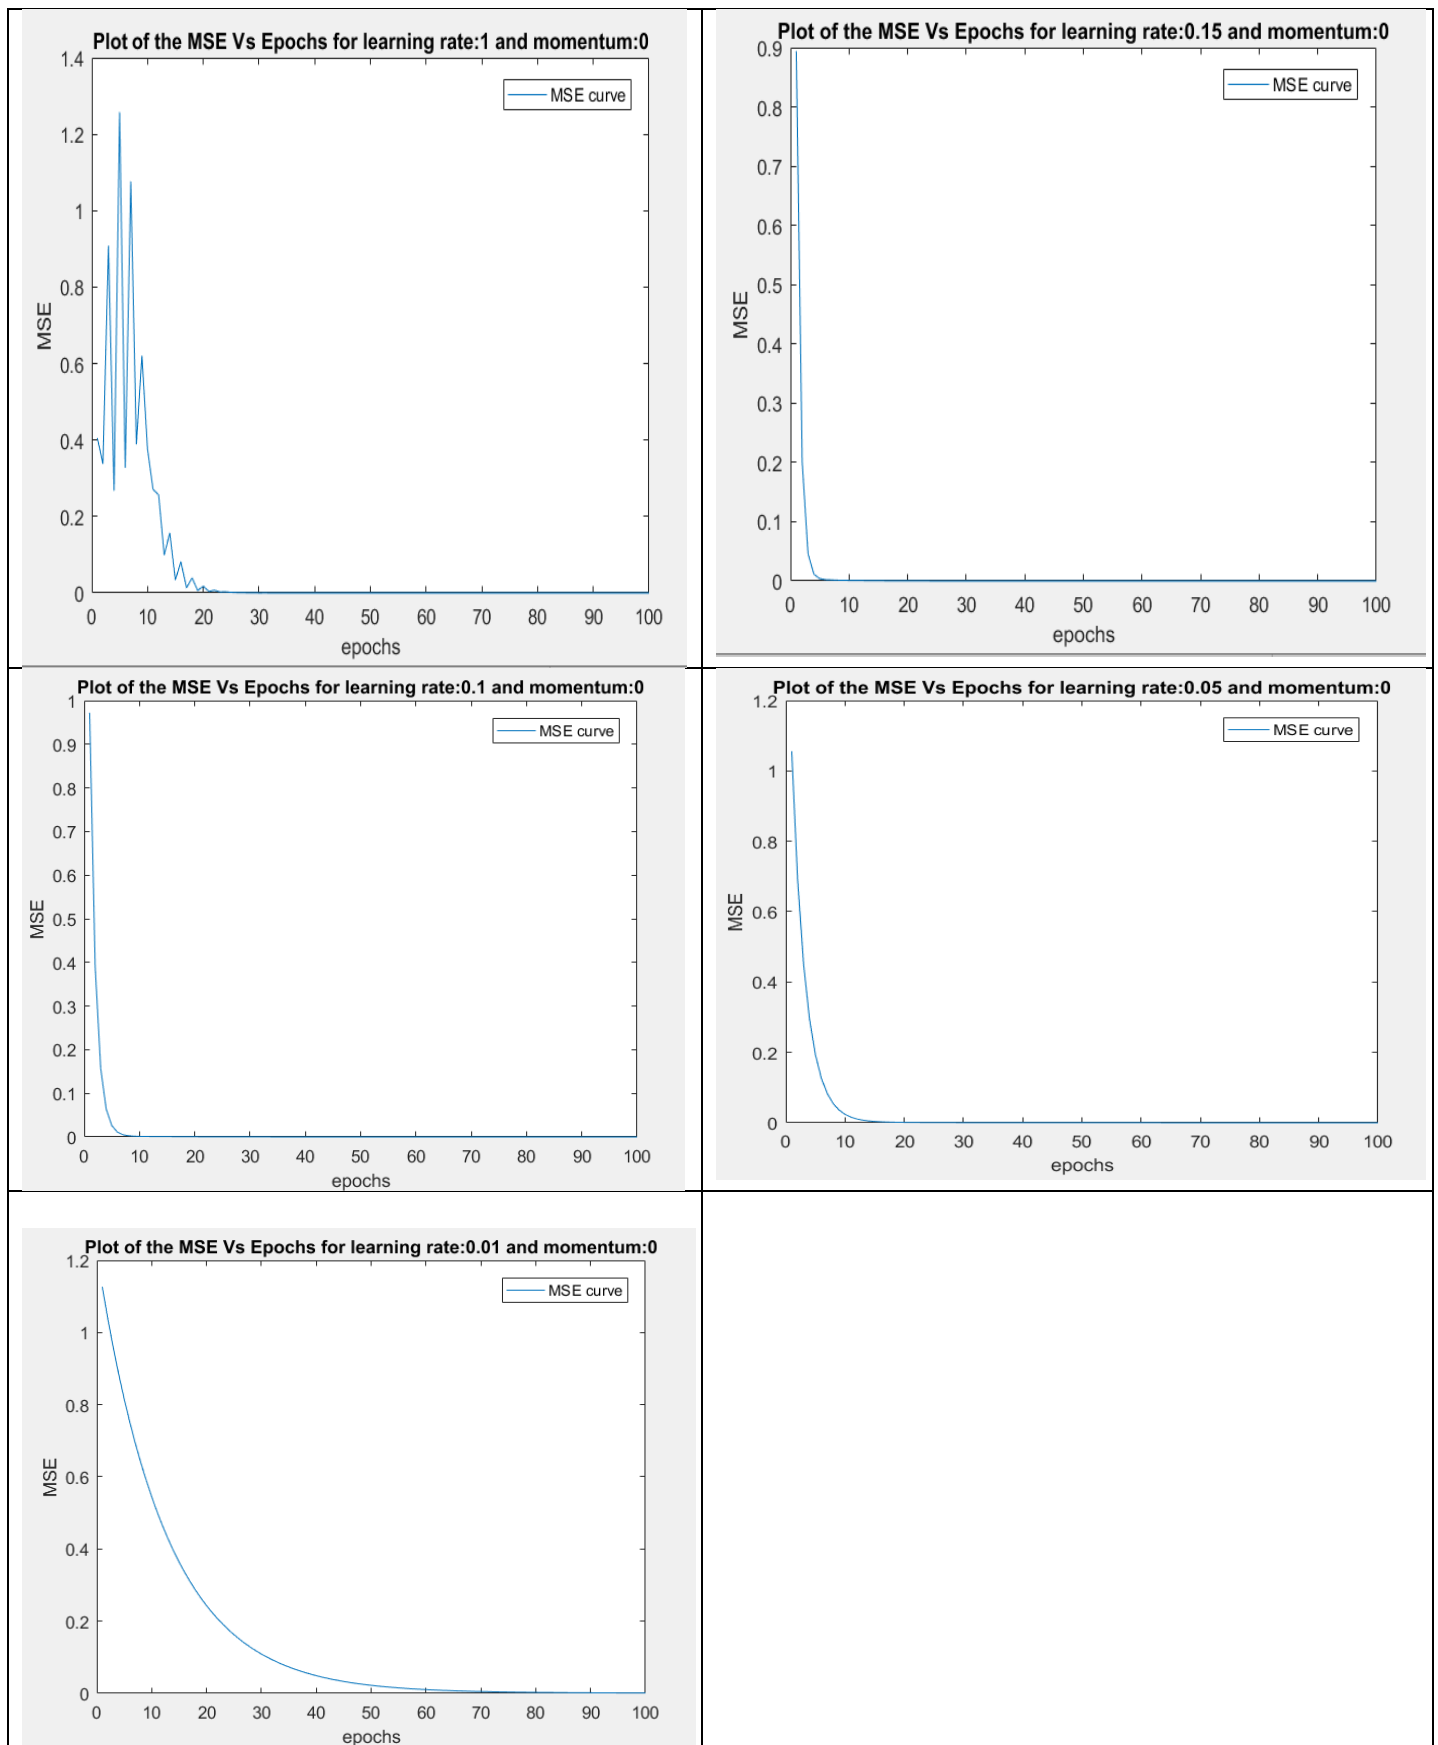 Plot of the MSE Vs Epochs for learning rate:1 and momentum:0
1.4
MSE curve
1.2
1
0.8
MSE
0.6
0.4
0.2
0
0 10 20 30 40 50 60 70 80 90 100
epochs
Plot of the MSE Vs Epochs for learning rate:0.15 and momentum:0
0.9
MSE curve
0.8
0.7
0.6
0.5
MSE
0.4
0.3
0.2
0.1
0
0 10 20 30 40 50 60 70 80 90 100
epochs
Plot of the MSE Vs Epochs for learning rate:0.1 and momentum:0
1
MSE curve
0.9
0.8
0.7
0.6
0.5
MSE
0.4
0.3
0.2
0.1
0
0 10 20 30 40 50 60 70 80 90 100
epochs
Plot of the MSE Vs Epochs for learning rate:0.05 and momentum:0
1.2
MSE curve
1
0.8
0.6
MSE
0.4
0.2
0
0 10 20 30 40 50 60 70 80 90 100
epochs
Plot of the MSE Vs Epochs for learning rate:0.01 and momentum:0
1.2
MSE curve
1
0.8
0.6
MSE
0.4
0.2
0
0 10 20 30 40 50 60 70 80 90 100
epochs